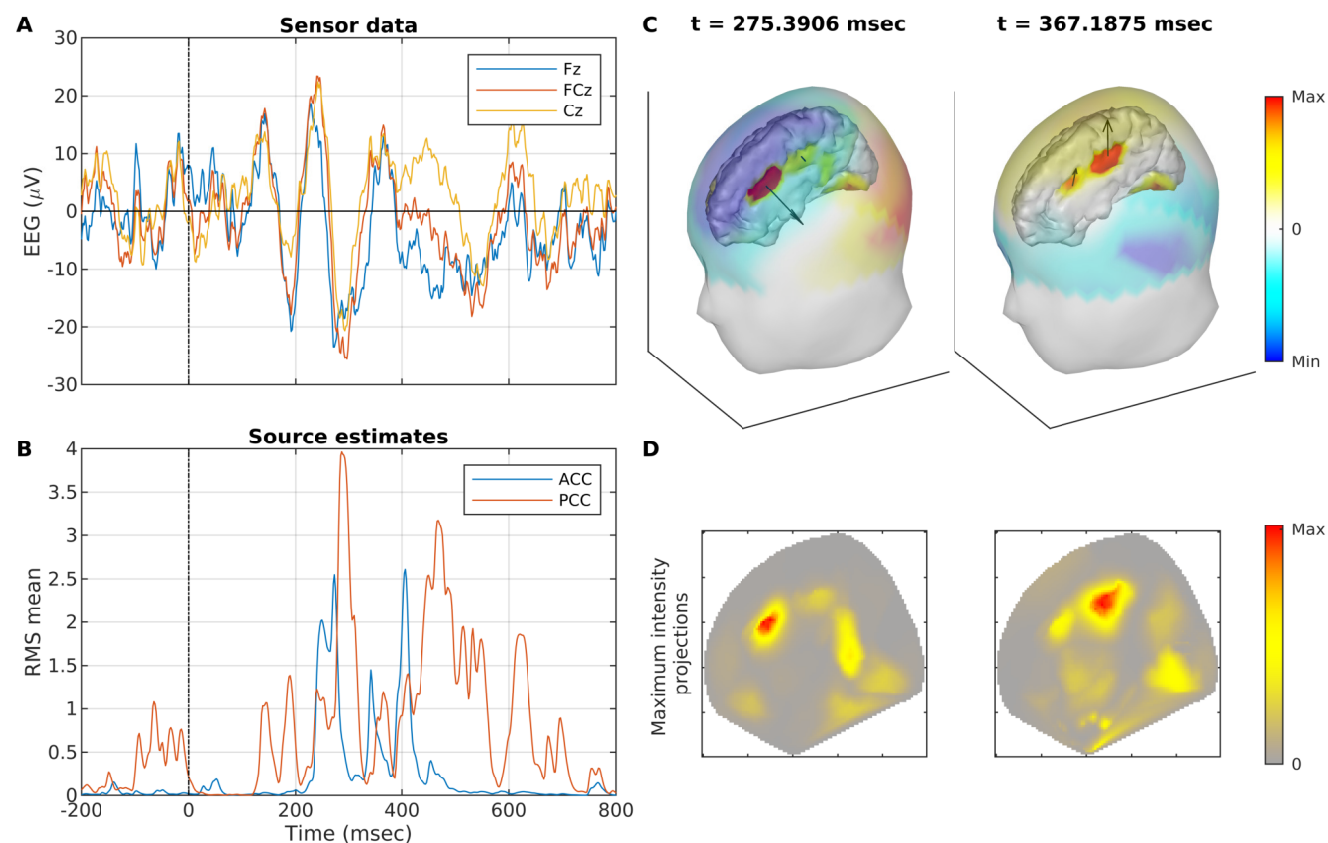 A
Sensor data
30
20
10
0
-10
-20
-30
EEG (μV)
Fz
FCz
Cz
B
Source estimates
4
3.5
3
2.5
2
1.5
1
0.5
0
RMS mean
ACC
PCC
-200
0
200
400
600
800
Time (msec)
C
t = 275.3906 msec
t = 367.1875 msec
Max
0
Min
D
Maximum intensity
projections
Max
0